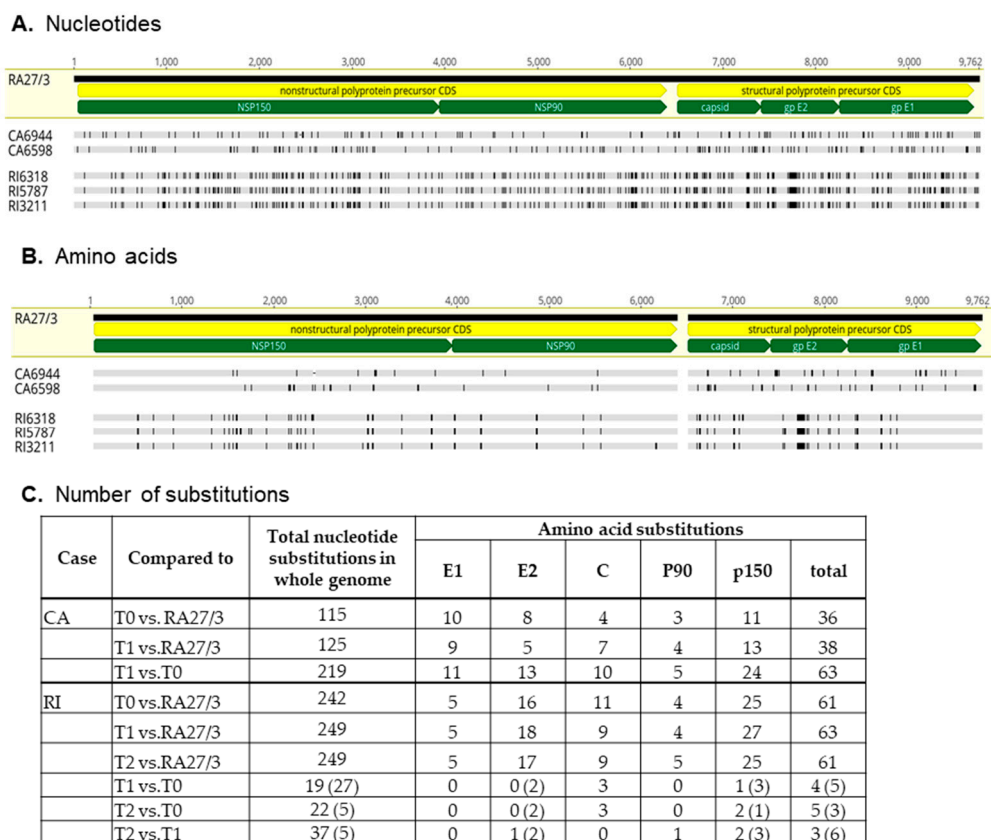 A. Nucleotides
1 1,000 2,000 3,000 4,000 5,000 6,000 7,000 8,000 9,000 9,762
RA27/3
nonstructural polyprotein precursor CDS structural polyprotein precursor CDS
NSP150 NSP90 capsid gp E2 gp E1
CA6944
CA6598
RI6318
RI5787
RI3211
B. Amino acids
1 1,000 2,000 3,000 4,000 5,000 6,000 7,000 8,000 9,000 9,762
RA27/3
nonstructural polyprotein precursor CDS structural polyprotein precursor CDS
NSP150 NSP90 capsid gp E2 gp E1
CA6944
CA6598
RI6318
RI5787
RI3211
C. Number of substitutions
Case Compared to Total nucleotide substitutions in whole genome Amino acid substitutions
E1 E2 C P90 p150 total
CA T0 vs. RA27/3 115 10 8 4 3 11 36
T1 vs.RA27/3 125 9 5 7 4 13 38
T1 vs.T0 219 11 13 10 5 24 63
RI T0 vs.RA27/3 242 5 16 11 4 25 61
T1 vs.RA27/3 249 5 18 9 4 27 63
T2 vs.RA27/3 249 5 17 9 5 25 61
T1 vs.T0 19 (27) 0 0 (2) 3 0 1 (3) 4 (5)
T2 vs.T0 22 (5) 0 0 (2) 3 0 2 (1) 5 (3)
T2 vs.T1 37 (5) 0 1 (2) 0 1 2 (3) 3 (6)